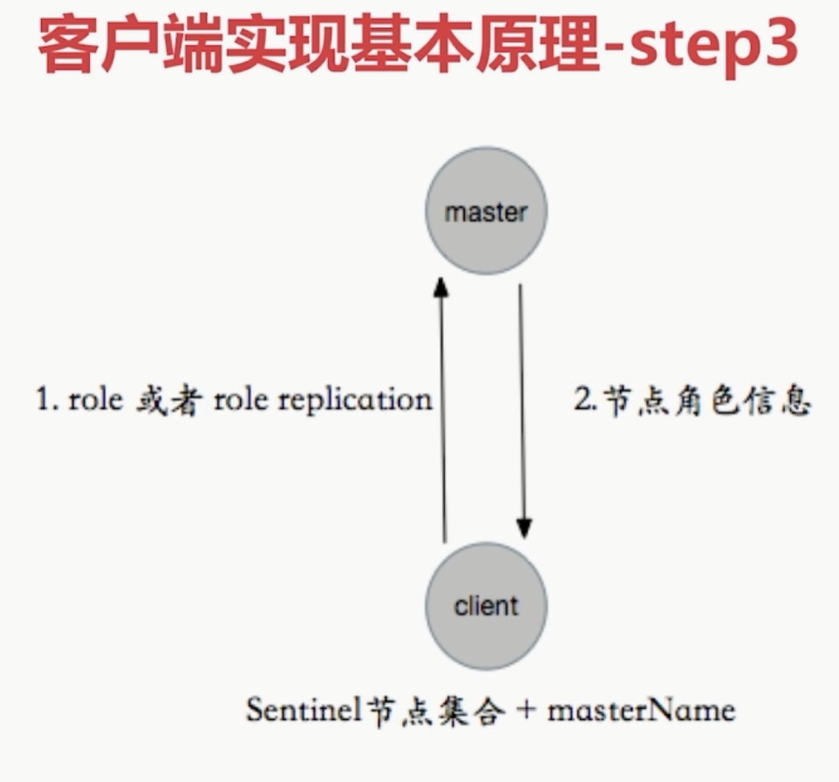 客户端实现基本原理-step3
master
1. role 或者 role replication
2.节点角色信息
client
Sentinel节点集合 + masterName